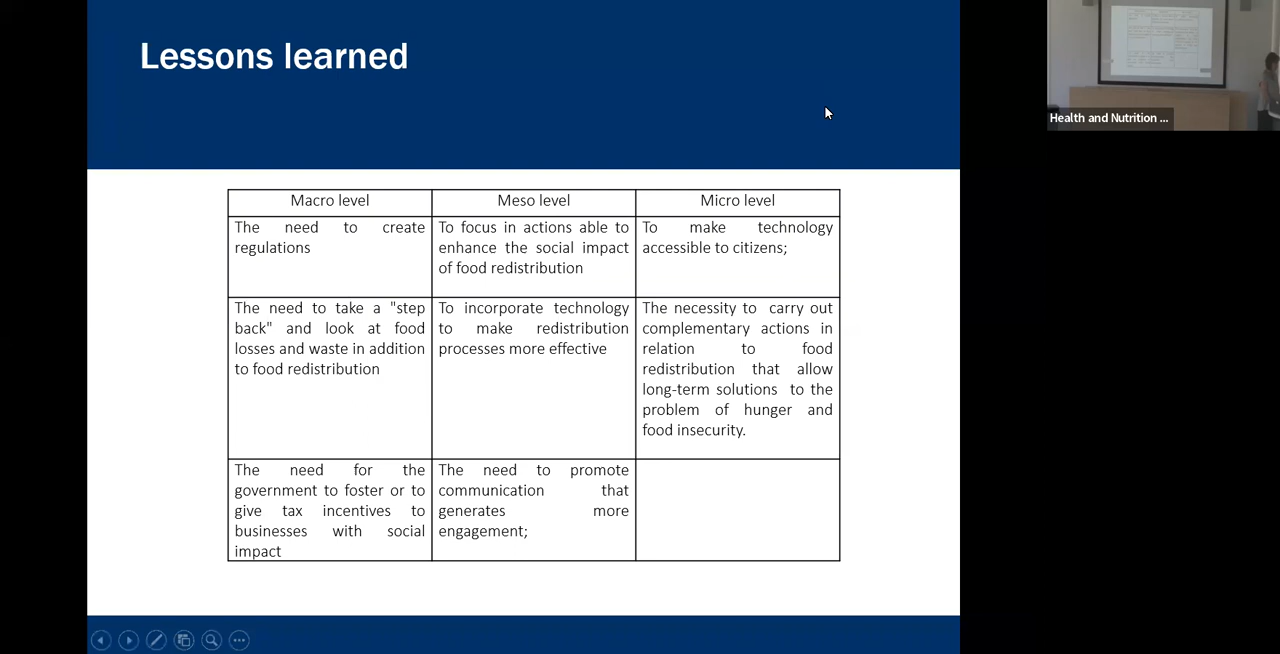 Lessons learned
Health and Nutrition ...
Macro level
Meso level
Micro level
The need to create
regulations
To focus in actions able to
enhance the social impact
of food redistribution
To make technology
accessible to citizens;
The need to take a "step
back" and look at food
losses and waste in addition
to food redistribution
To incorporate technology
to make redistribution
processes more effective
The necessity to carry out
complementary actions in
relation to food
redistribution that allow
long-term solutions to the
problem of hunger and
food insecurity.
The need for the
government to foster or to
give tax incentives to
businesses with social
impact
The need to promote
communication that
generates more
engagement;